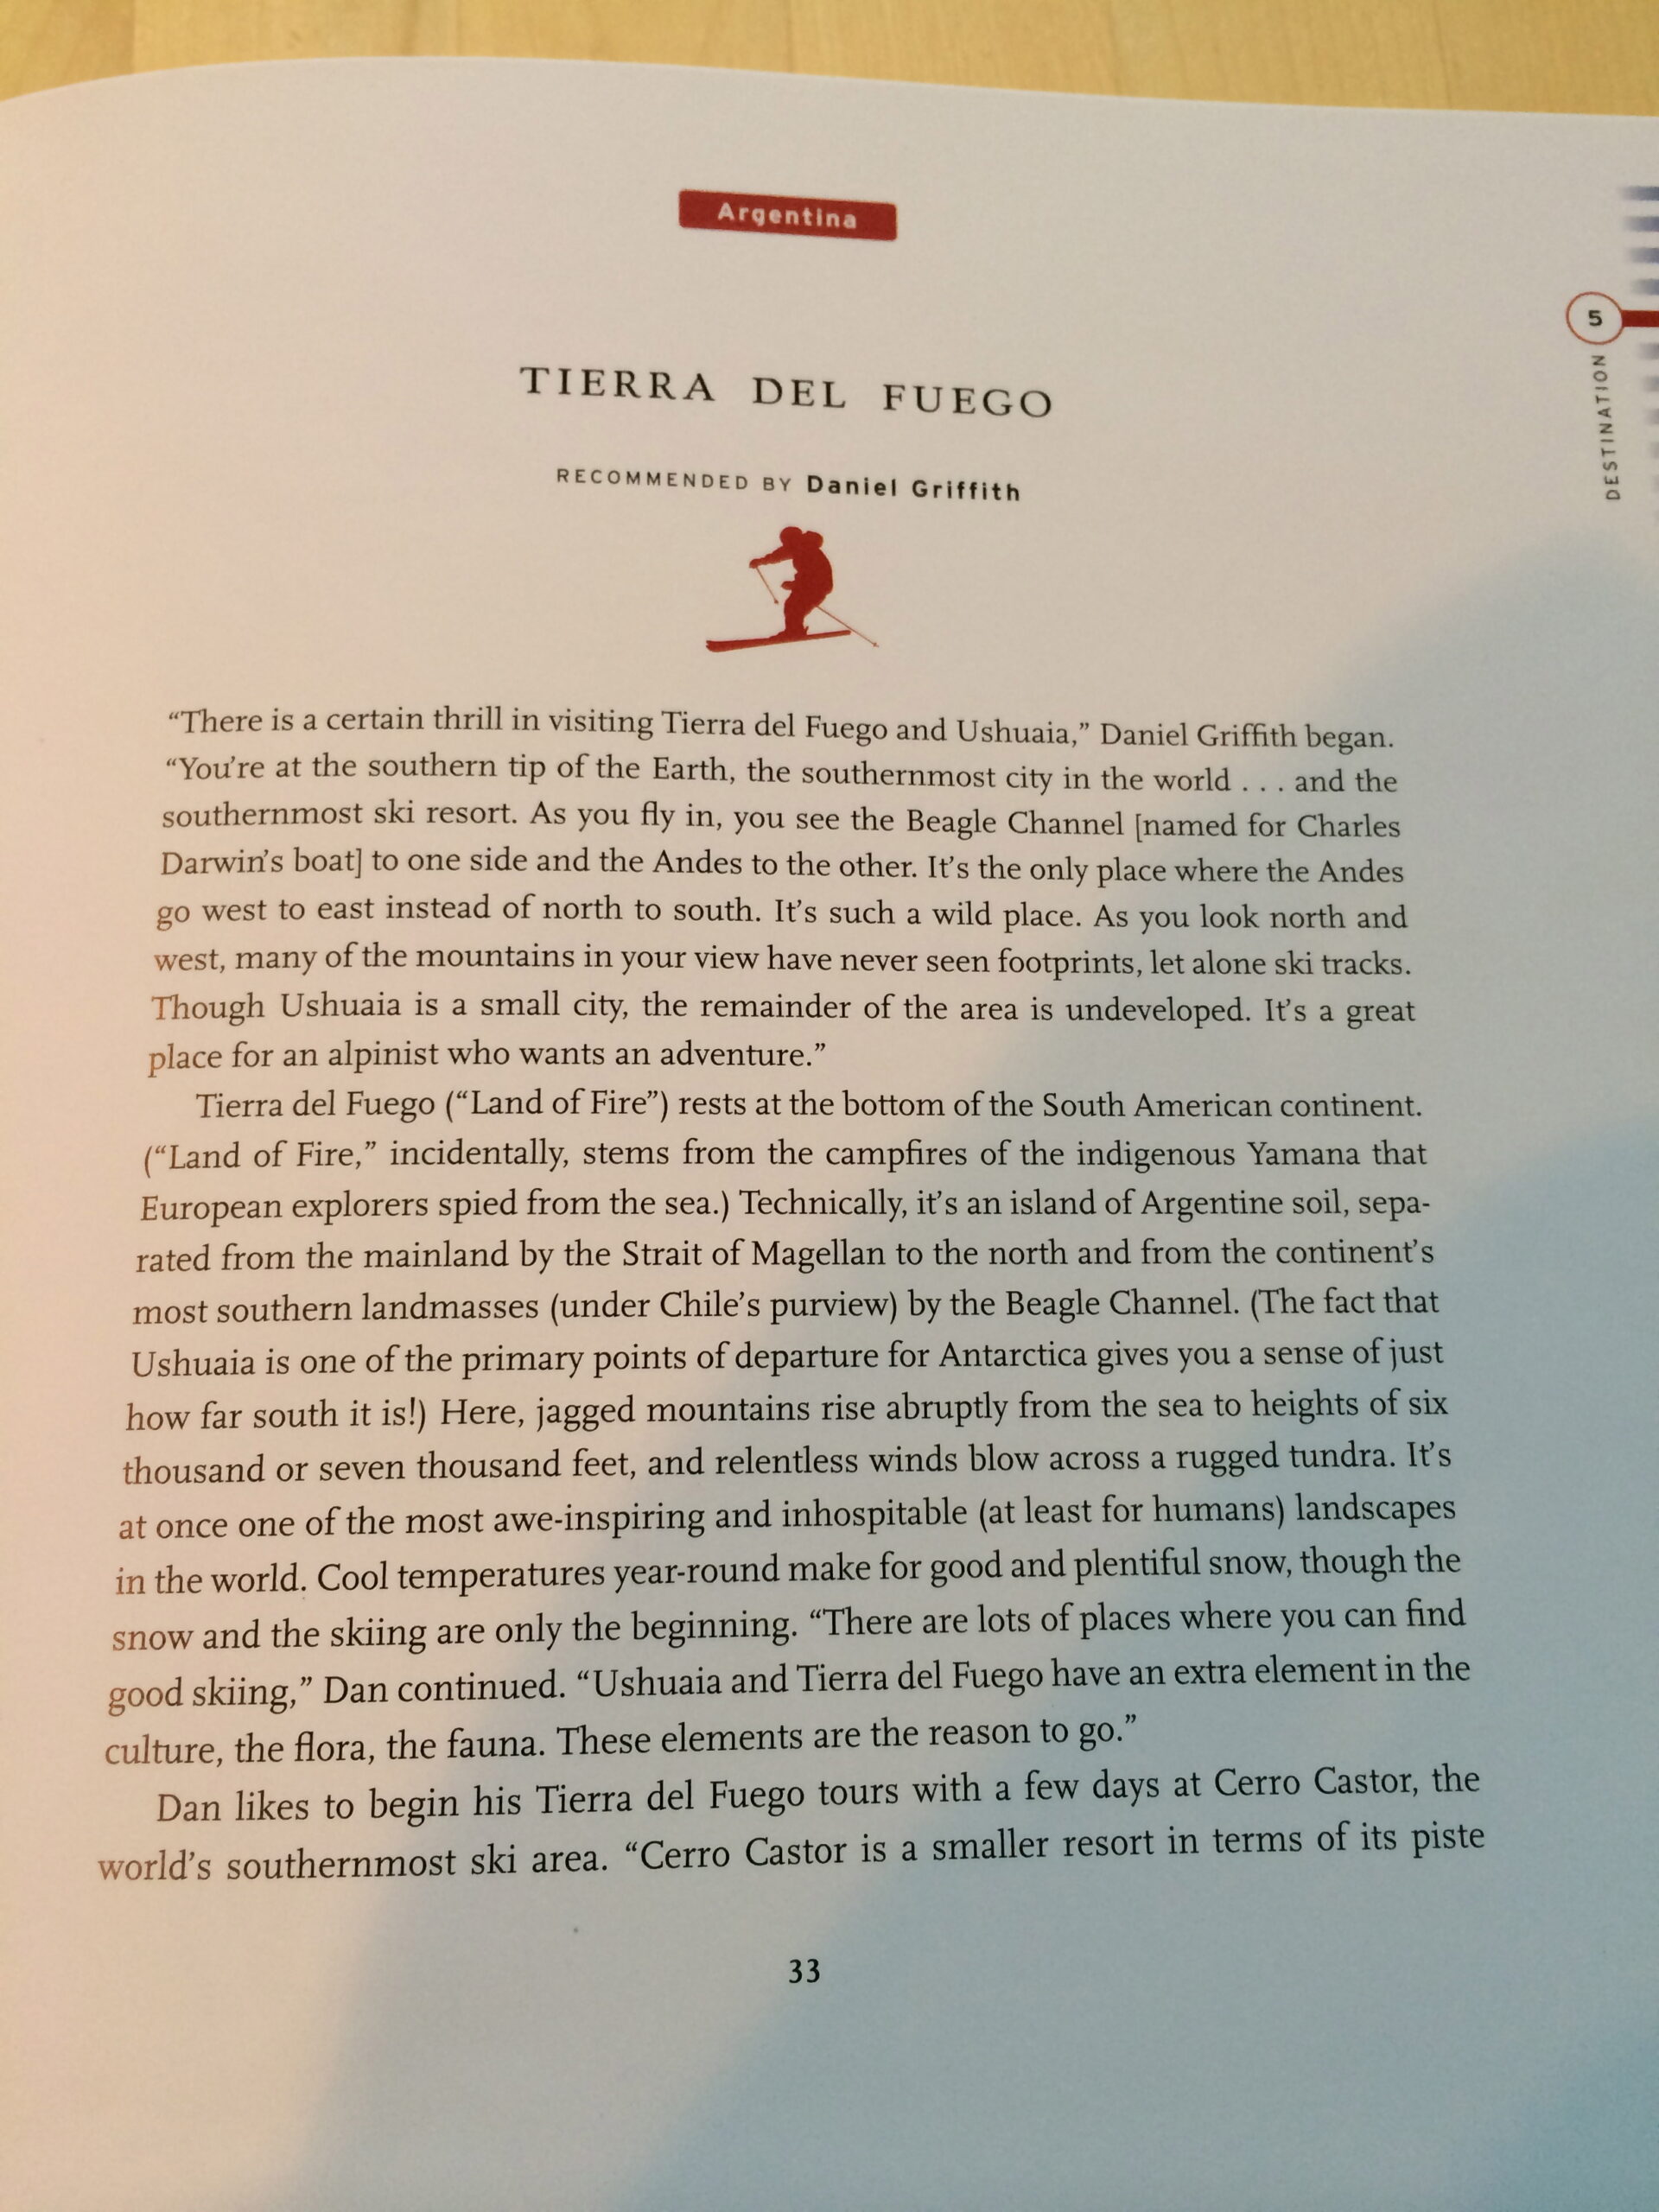 Argentina
5
DESTINATION
TIERRA DEL FUEGO
RECOMMENDED BY Daniel Griffith
“There is a certain thrill in visiting Tierra del Fuego and Ushuaia,” Daniel Griffith began.
“You’re at the southern tip of the Earth, the southernmost city in the world . . . and the
southernmost ski resort. As you fly in, you see the Beagle Channel [named for Charles
Darwin’s boat] to one side and the Andes to the other. It’s the only place where the Andes
go west to east instead of north to south. It’s such a wild place. As you look north and
west, many of the mountains in your view have never seen footprints, let alone ski tracks.
Though Ushuaia is a small city, the remainder of the area is undeveloped. It’s a great
place for an alpinist who wants an adventure.”
Tierra del Fuego (“Land of Fire”) rests at the bottom of the South American continent.
(“Land of Fire,” incidentally, stems from the campfires of the indigenous Yamana that
European explorers spied from the sea.) Technically, it’s an island of Argentine soil, sepa-
rated from the mainland by the Strait of Magellan to the north and from the continent’s
most southern landmasses (under Chile’s purview) by the Beagle Channel. (The fact that
Ushuaia is one of the primary points of departure for Antarctica gives you a sense of just
how far south it is!) Here, jagged mountains rise abruptly from the sea to heights of six
thousand or seven thousand feet, and relentless winds blow across a rugged tundra. It’s
at once one of the most awe-inspiring and inhospitable (at least for humans) landscapes
in the world. Cool temperatures year-round make for good and plentiful snow, though the
snow and the skiing are only the beginning. “There are lots of places where you can find
good skiing,” Dan continued. “Ushuaia and Tierra del Fuego have an extra element in the
culture, the flora, the fauna. These elements are the reason to go.”
Dan likes to begin his Tierra del Fuego tours with a few days at Cerro Castor, the
world’s southernmost ski area. “Cerro Castor is a smaller resort in terms of its piste
33